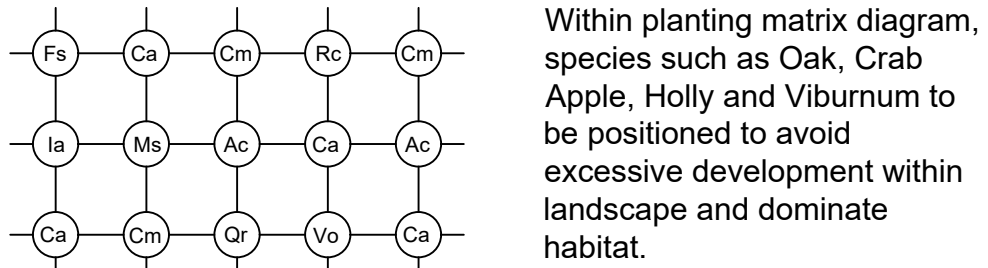 Fs Ca Cm Rc Cm
Ia Ms Ac Ca Ac
Ca Cm Qr Vo Ca
Within planting matrix diagram,
species such as Oak, Crab
Apple, Holly and Viburnum to
be positioned to avoid
excessive development within
landscape and dominate
habitat.